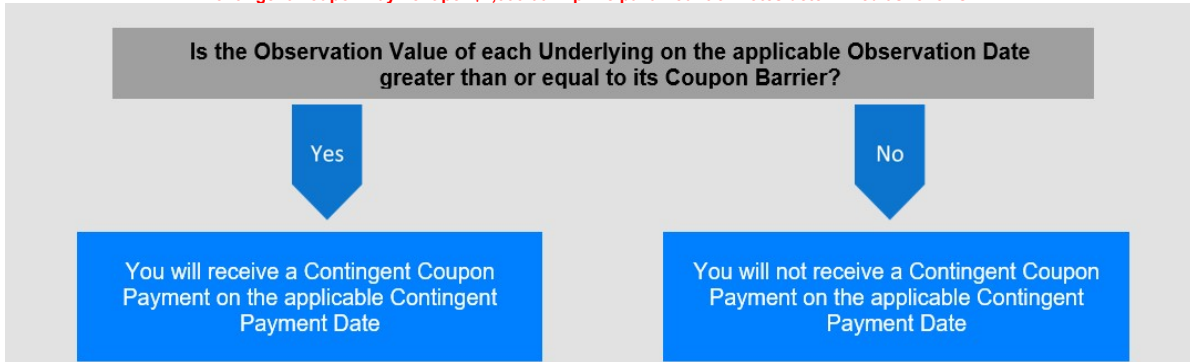 Is the Observation Value of each Underlying on the applicable Observation Date
greater than or equal to its Coupon Barrier?
Yes
No
You will receive a Contingent Coupon
Payment on the applicable Contingent
Payment Date
You will not receive a Contingent Coupon
Payment on the applicable Contingent
Payment Date